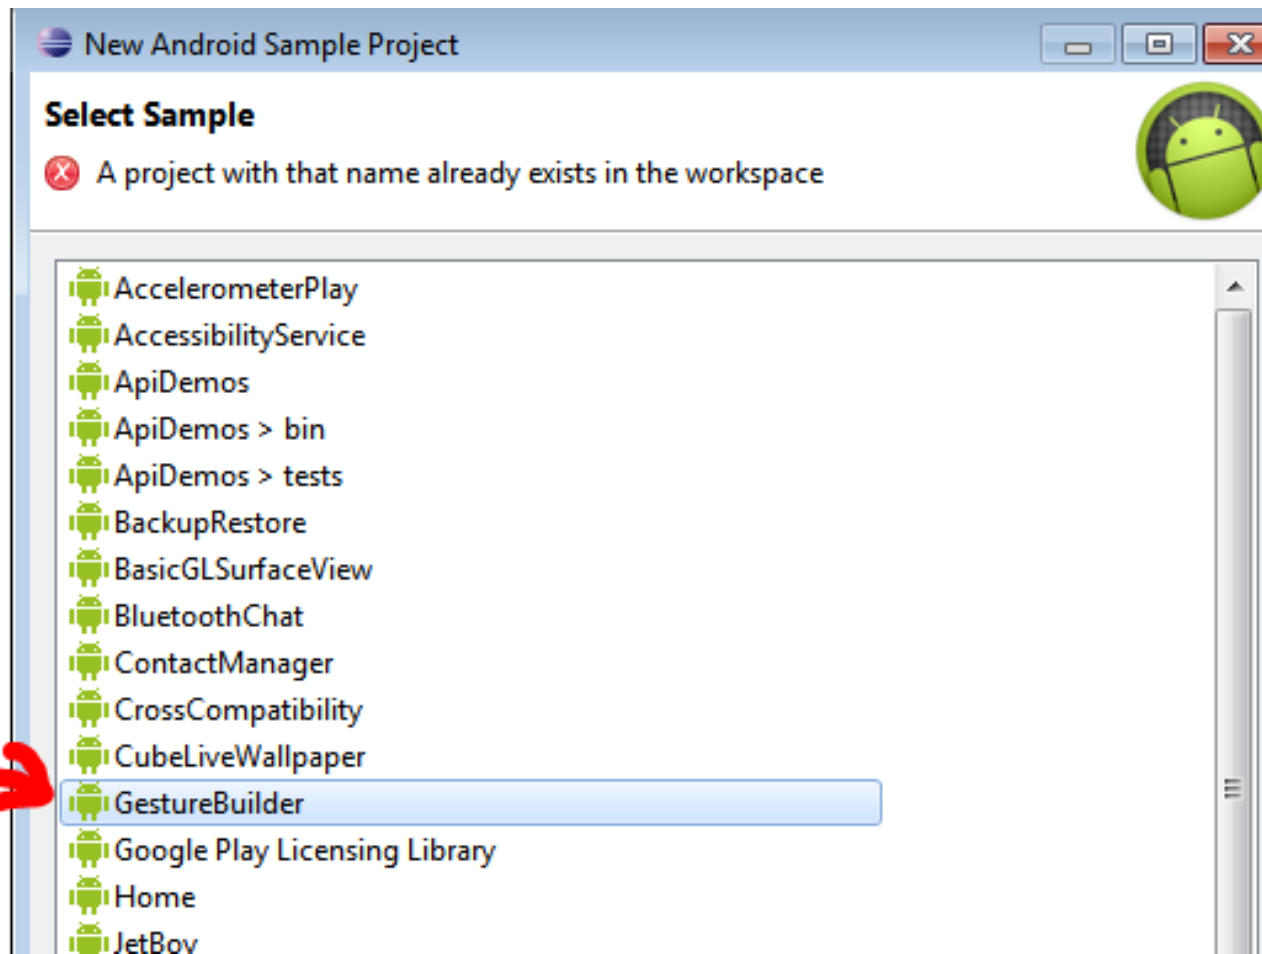 New Android Sample Project
Select Sample
A project with that name already exists in the workspace
AccelerometerPlay
AccessibilityService
ApiDemos
ApiDemos > bin
ApiDemos > tests
BackupRestore
BasicGLSurfaceView
BluetoothChat
ContactManager
CrossCompatibility
CubeLiveWallpaper
GestureBuilder
Google Play Licensing Library
Home
JetBoy